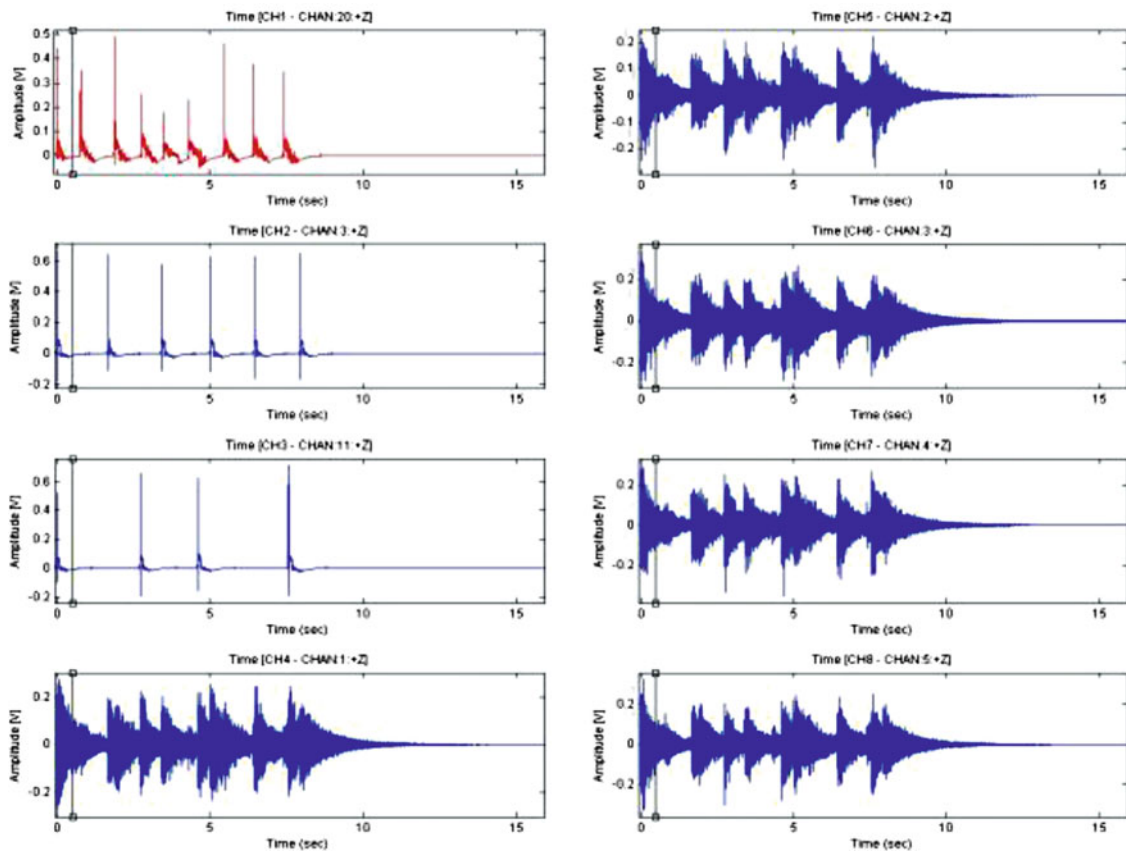 Time [CH1 - CHAN:20:+Z]
Amplitude [V]
0.5
0.4
0.3
0.2
0.1
0
0 5 10 15
Time (sec)
Time [CH2 - CHAN:3:+Z]
Amplitude [V]
0.6
0.4
0.2
0
-0.2
0 5 10 15
Time (sec)
Time [CH3 - CHAN:11:+Z]
Amplitude [V]
0.6
0.4
0.2
0
-0.2
0 5 10 15
Time (sec)
Time [CH4 - CHAN:1:+Z]
Amplitude [V]
0.2
0
-0.2
0 5 10 15
Time (sec)
Time [CH5 - CHAN:2:+Z]
Amplitude [V]
0.2
0.1
0
-0.1
-0.2
0 5 10 15
Time (sec)
Time [CH6 - CHAN:3:+Z]
Amplitude [V]
0.2
0
-0.2
0 5 10 15
Time (sec)
Time [CH7 - CHAN:4:+Z]
Amplitude [V]
0.2
0
-0.2
0 5 10 15
Time (sec)
Time [CH8 - CHAN:5:+Z]
Amplitude [V]
0.2
0
-0.2
0 5 10 15
Time (sec)